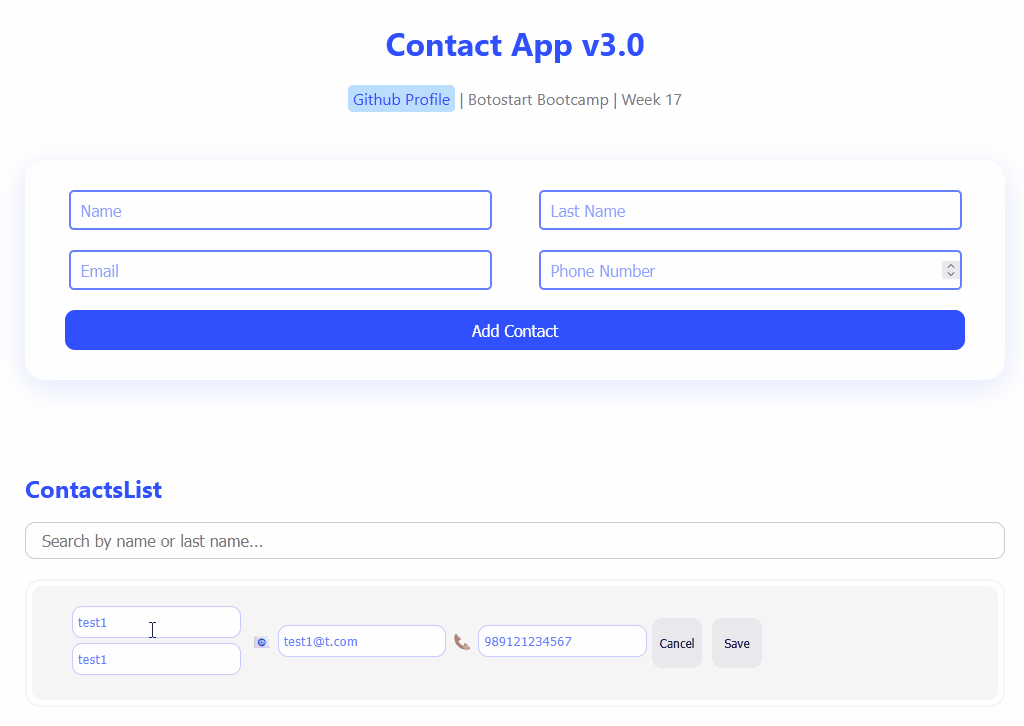 Contact App v3.0
Github Profile | Botostart Bootcamp | Week 17
Name
Last Name
Email
Phone Number
Add Contact
ContactsList
Search by name or last name...
test1
test1
test1@t.com
989121234567
Cancel
Save